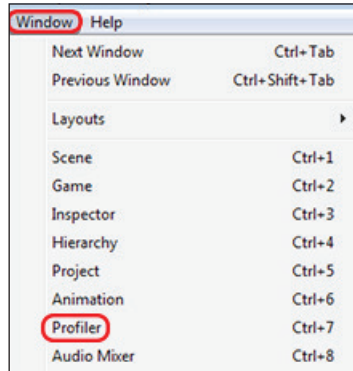 Window Help
Next Window Ctrl+Tab
Previous Window Ctrl+Shift+Tab
Layouts
Scene Ctrl+1
Game Ctrl+2
Inspector Ctrl+3
Hierarchy Ctrl+4
Project Ctrl+5
Animation Ctrl+6
Profiler Ctrl+7
Audio Mixer Ctrl+8